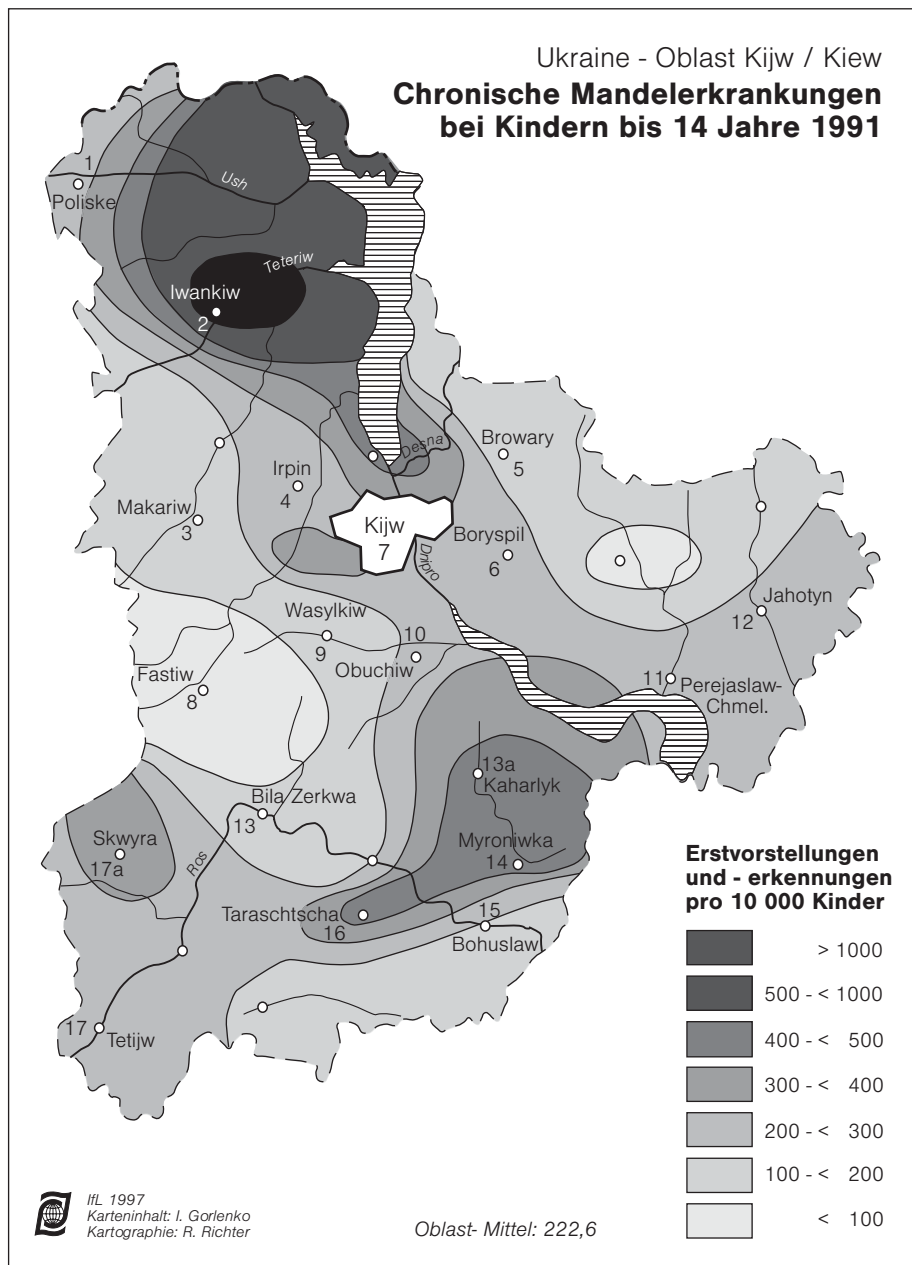 Ukraine - Oblast Kijw / Kiew
Chronische Mandelerkrankungen
bei Kindern bis 14 Jahre 1991
1
Poliske
Ush
Teteriw
Iwankiw
2
Desna
Browary
5
Irpin
4
Makariw
3
Kijw
7
Boryspil
6
Dnipro
Jahotyn
12
Wasylkiw
9
10
Obuchiw
11
Perejaslaw-
Chmel.
Fastiw
8
13a
Kaharlyk
Bila Zerkwa
13
Myroniwka
14
Skwyra
17a
Ros
Taraschtscha
16
15
Bohuslaw
17
Tetijw
Erstvorstellungen
und - erkennungen
pro 10 000 Kinder
> 1000
500 - < 1000
400 - < 500
300 - < 400
200 - < 300
100 - < 200
< 100
IfL 1997
Karteninhalt: I. Gorlenko
Kartographie: R. Richter
Oblast- Mittel: 222,6